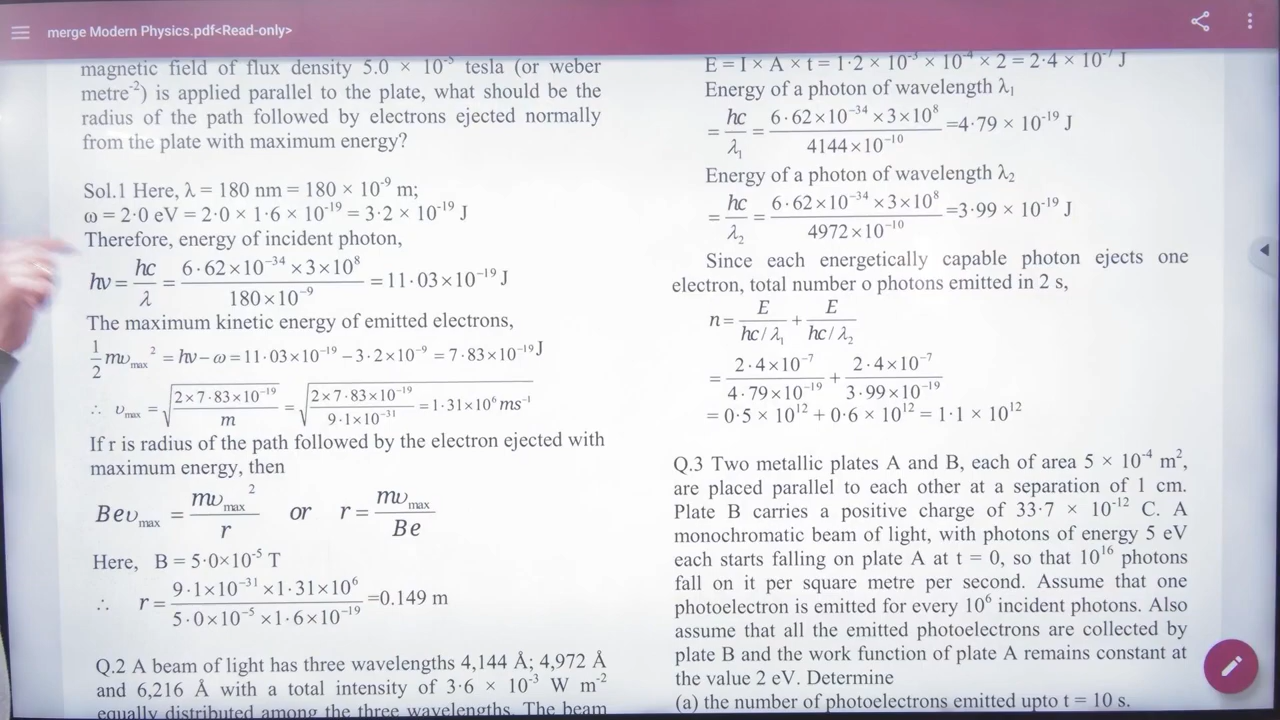 merge Modern Physics.pdf<Read-only>
magnetic field of flux density 5.0 × 10⁻⁵ tesla (or weber
metre⁻²) is applied parallel to the plate, what should be the
radius of the path followed by electrons ejected normally
from the plate with maximum energy?
Sol.1 Here, λ = 180 nm = 180 × 10⁻⁹ m;
ω = 2·0 eV = 2·0 × 1·6 × 10⁻¹⁹ = 3·2 × 10⁻¹⁹ J
Therefore, energy of incident photon,
hν = hc/λ = (6·62×10⁻³⁴ ×3×10⁸)/(180×10⁻⁹) = 11·03×10⁻¹⁹ J
The maximum kinetic energy of emitted electrons,
1/2 mυmax² = hν−ω = 11·03×10⁻¹⁹ −3·2×10⁻⁹ = 7·83×10⁻¹⁹ J
∴ υmax = √((2×7·83×10⁻¹⁹)/m) = √((2×7·83×10⁻¹⁹)/(9·1×10⁻³¹)) = 1·31×10⁶ ms⁻¹
If r is radius of the path followed by the electron ejected with
maximum energy, then
Beυmax = mυmax²/r or r = mυmax/Be
Here, B = 5·0×10⁻⁵ T
∴ r = (9·1×10⁻³¹ ×1·31×10⁶)/(5·0×10⁻⁵ ×1·6×10⁻¹⁹) =0.149 m
Q.2 A beam of light has three wavelengths 4,144 Å; 4,972 Å
and 6,216 Å with a total intensity of 3·6 × 10⁻³ W m⁻²
equally distributed among the three wavelengths. The beam
E = I × A × t = 1·2 × 10⁻³ × 10⁻⁴ × 2 = 2·4 × 10⁻⁷ J
Energy of a photon of wavelength λ₁
= hc/λ₁ = (6·62×10⁻³⁴ ×3×10⁸)/(4144×10⁻¹⁰) =4·79 × 10⁻¹⁹ J
Energy of a photon of wavelength λ₂
= hc/λ₂ = (6·62×10⁻³⁴ ×3×10⁸)/(4972×10⁻¹⁰) =3·99 × 10⁻¹⁹ J
Since each energetically capable photon ejects one
electron, total number o photons emitted in 2 s,
n = E/(hc/λ₁) + E/(hc/λ₂)
= (2·4×10⁻⁷)/(4·79×10⁻¹⁹) + (2·4×10⁻⁷)/(3·99×10⁻¹⁹)
= 0·5 × 10¹² + 0·6 × 10¹² = 1·1 × 10¹²
Q.3 Two metallic plates A and B, each of area 5 × 10⁻⁴ m²,
are placed parallel to each other at a separation of 1 cm.
Plate B carries a positive charge of 33·7 × 10⁻¹² C. A
monochromatic beam of light, with photons of energy 5 eV
each starts falling on plate A at t = 0, so that 10¹⁶ photons
fall on it per square metre per second. Assume that one
photoelectron is emitted for every 10⁶ incident photons. Also
assume that all the emitted photoelectrons are collected by
plate B and the work function of plate A remains constant at
the value 2 eV. Determine
(a) the number of photoelectrons emitted upto t = 10 s.